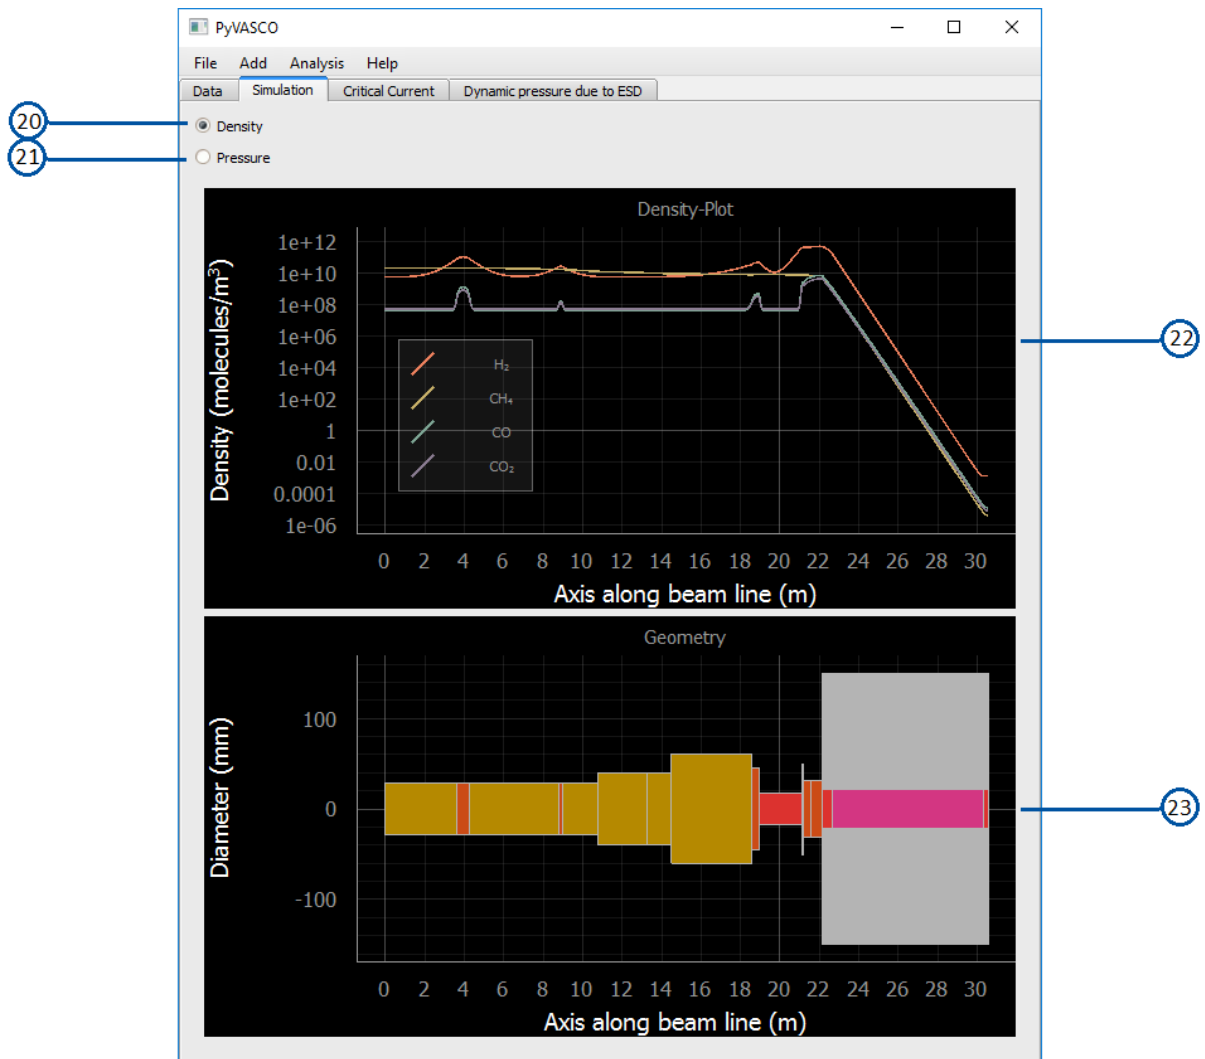 PyVASCO
File Add Analysis Help
Data Simulation Critical Current Dynamic pressure due to ESD
20 Density
21 Pressure
Density-Plot
Density (molecules/m³)
1e+12
1e+10
1e+08
1e+06
1e+04
1e+02
1
0.01
0.0001
1e-06
H₂
CH₄
CO
CO₂
22
0 2 4 6 8 10 12 14 16 18 20 22 24 26 28 30
Axis along beam line (m)
Geometry
Diameter (mm)
100
0
-100
23
0 2 4 6 8 10 12 14 16 18 20 22 24 26 28 30
Axis along beam line (m)